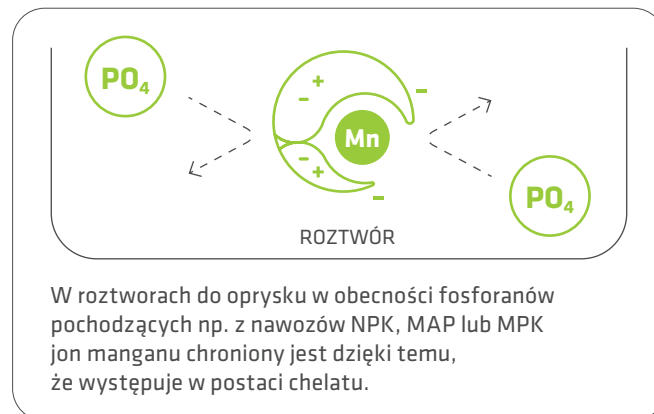 PO₄
- +
-
-
Mn
- +
-
PO₄
ROZTWÓR
W roztworach do oprysku w obecności fosforanów
pochodzących np. z nawozów NPK, MAP lub MPK
jon manganu chroniony jest dzięki temu,
że występuje w postaci chelatu.